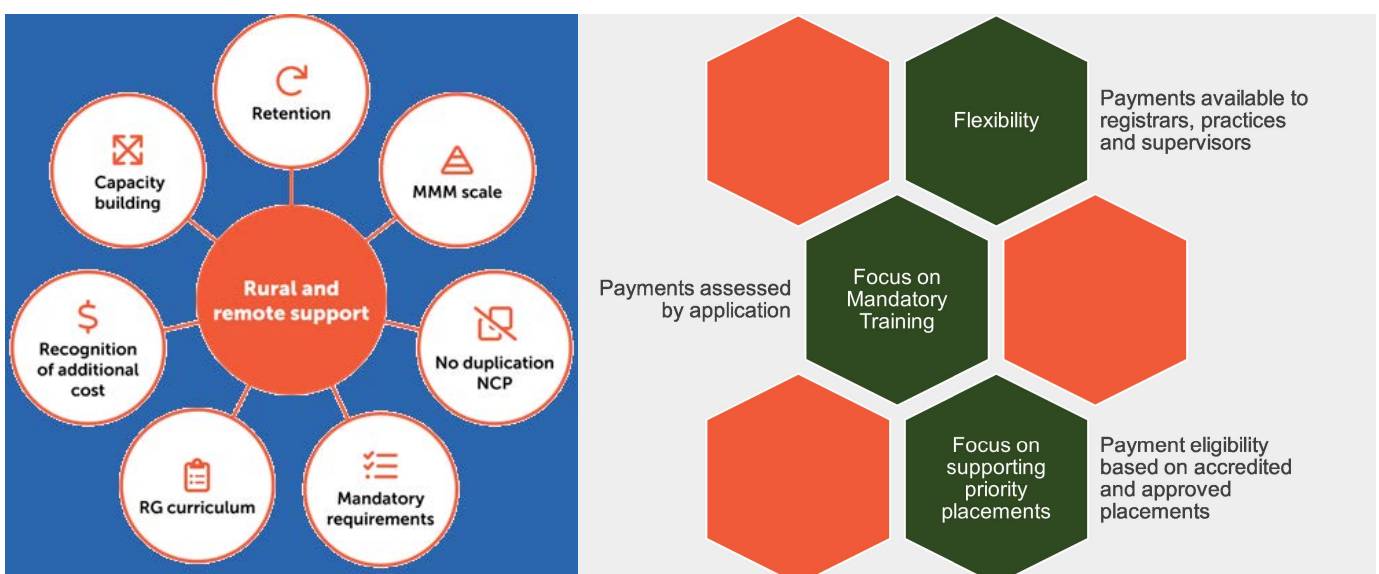 Retention
MMM scale
No duplication
NCP
Mandatory
requirements
RG curriculum
Recognition
of additional
cost
$
Capacity
building
Rural and
remote support
Flexibility
Payments available to
registrars, practices
and supervisors
Payments assessed
by application
Focus on
Mandatory
Training
Focus on
supporting
priority
placements
Payment eligibility
based on accredited
and approved
placements